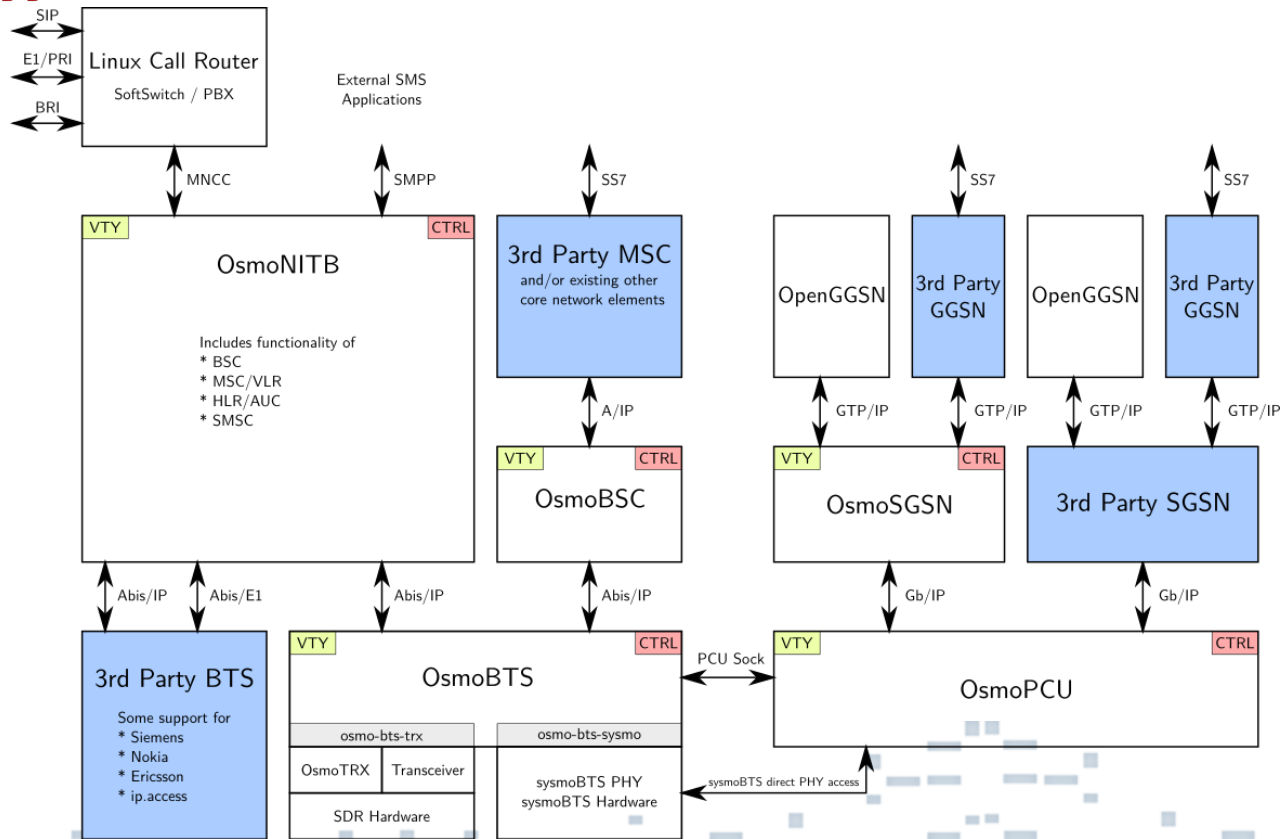 SIP
E1/PRI
BRI
Linux Call Router
SoftSwitch / PBX
External SMS
Applications
MNCC
SMPP
SS7
SS7
SS7
VTY
CTRL
OsmoNITB
Includes functionality of
* BSC
* MSC/VLR
* HLR/AUC
* SMSC
3rd Party MSC
and/or existing other
core network elements
OpenGGSN
3rd Party
GGSN
OpenGGSN
3rd Party
GGSN
A/IP
GTP/IP
GTP/IP
GTP/IP
GTP/IP
VTY
CTRL
OsmoBSC
VTY
CTRL
OsmoSGSN
3rd Party SGSN
Abis/IP
Abis/E1
Abis/IP
Abis/IP
Gb/IP
Gb/IP
3rd Party BTS
Some support for
* Siemens
* Nokia
* Ericsson
* ip.access
VTY
CTRL
OsmoBTS
osmo-bts-trx
osmo-bts-sysmo
OsmoTRX
Transceiver
SDR Hardware
sysmoBTS PHY
sysmoBTS Hardware
PCU Sock
VTY
CTRL
OsmoPCU
sysmoBTS direct PHY access